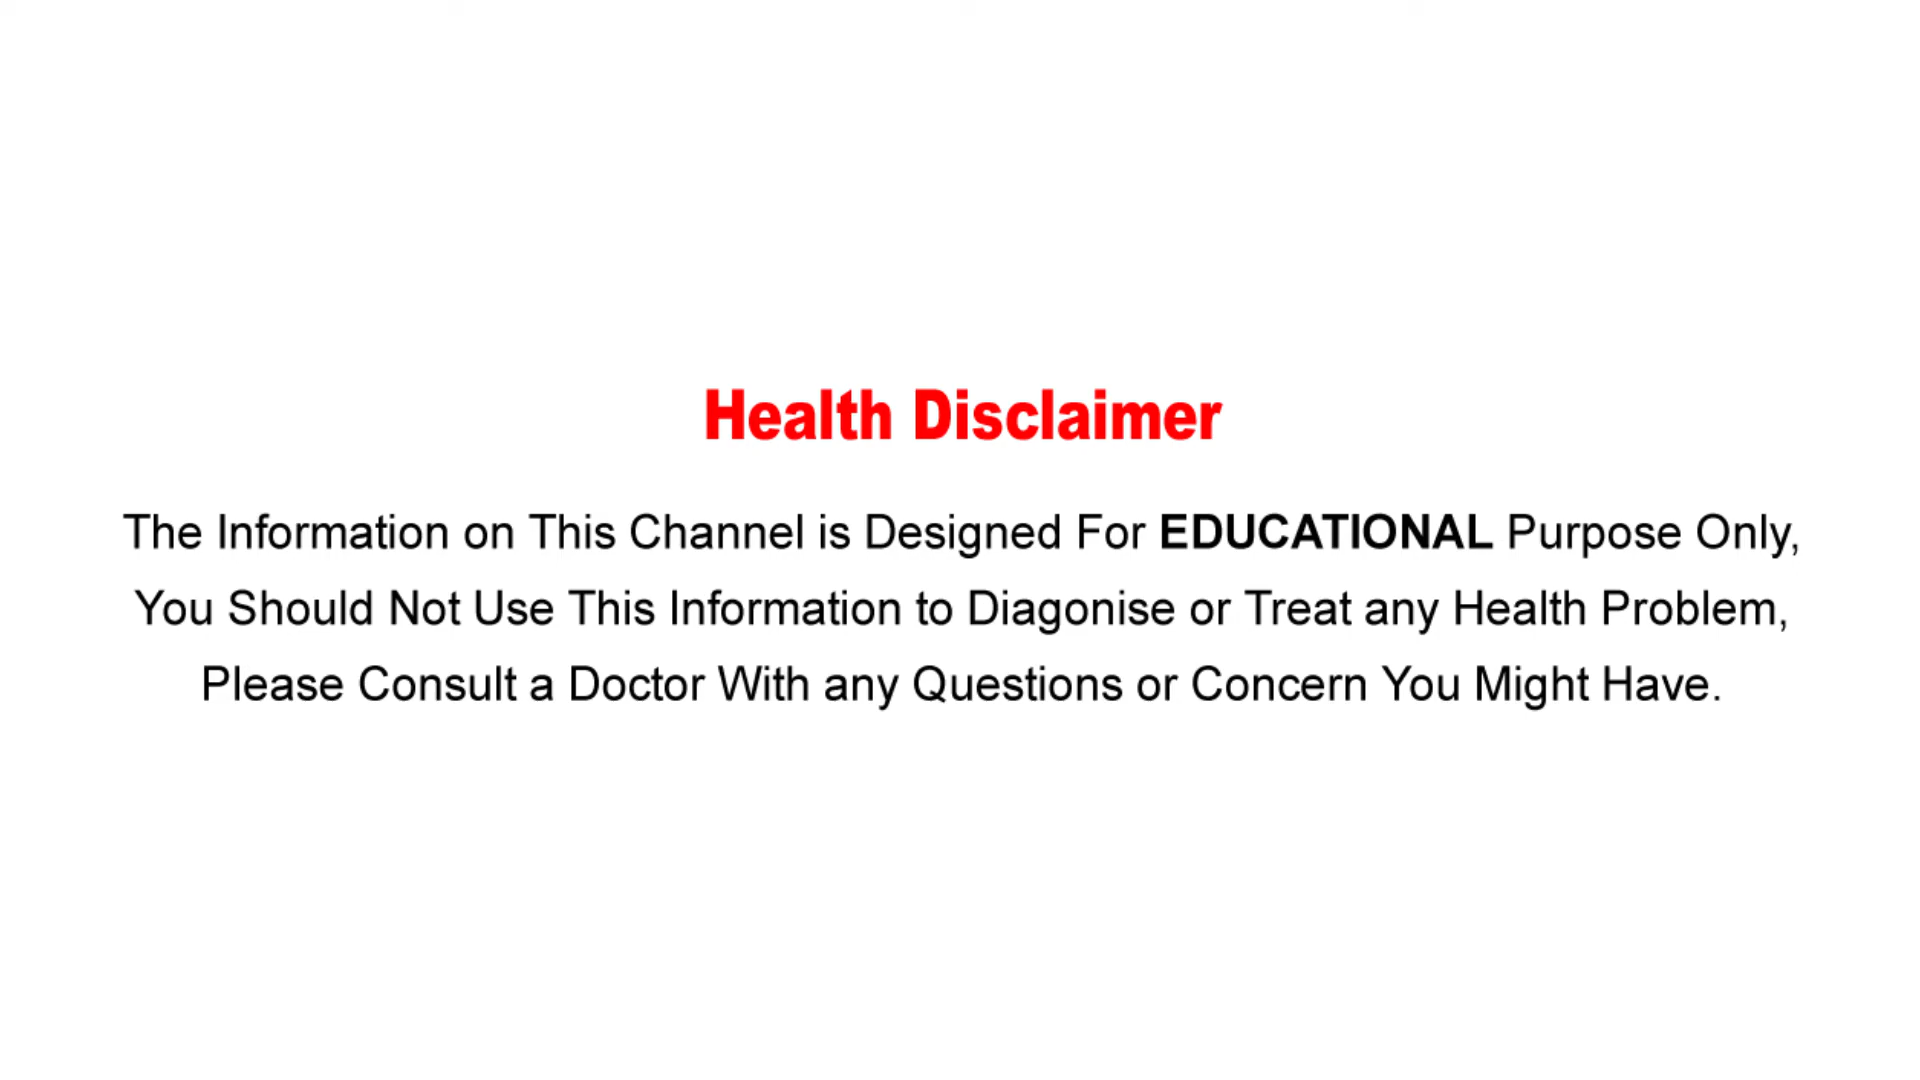 Health Disclaimer
The Information on This Channel is Designed For EDUCATIONAL Purpose Only,
You Should Not Use This Information to Diagonise or Treat any Health Problem,
Please Consult a Doctor With any Questions or Concern You Might Have.